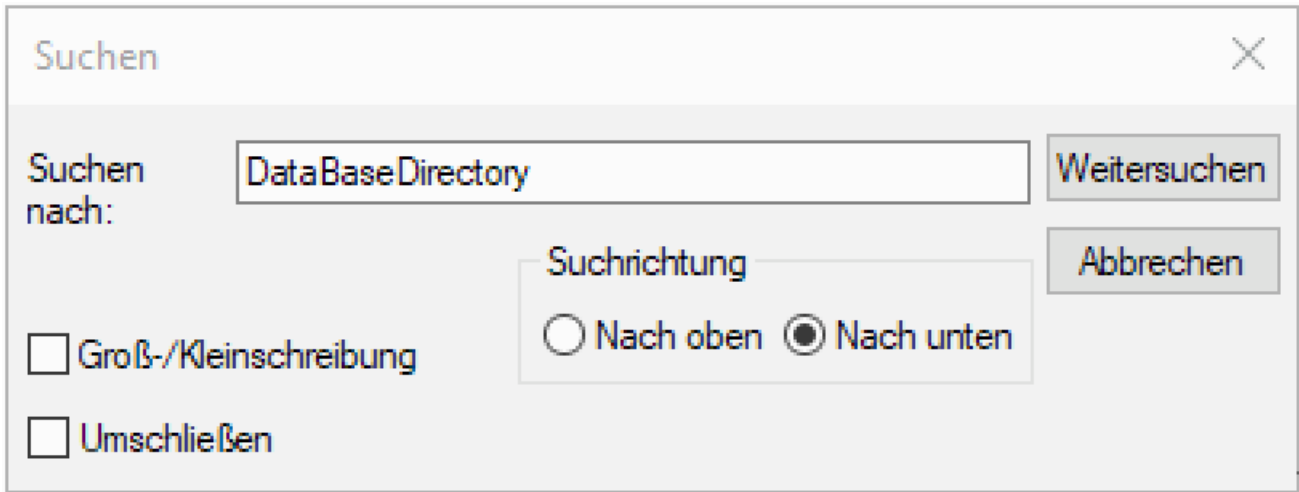 Suchen
Suchen nach:
DataBaseDirectory
Weitersuchen
Suchrichtung
Abbrechen
Nach oben
Nach unten
Groß-/Kleinschreibung
Umschließen